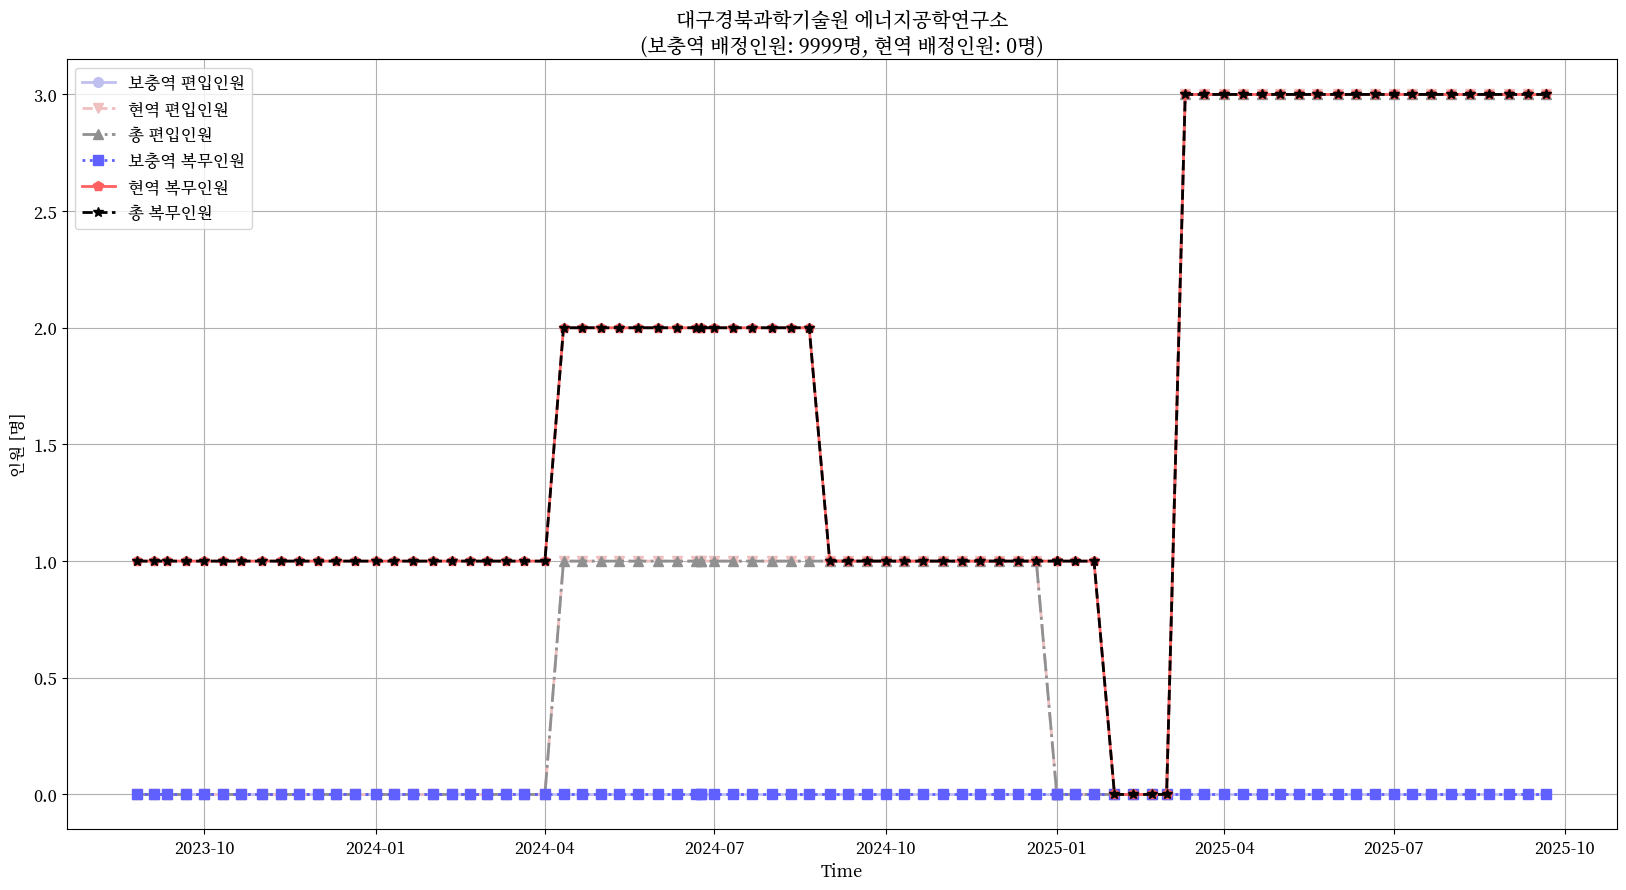 대구경북과학기술원 에너지공학연구소
(보충역 배정인원: 9999명, 현역 배정인원: 0명)
보충역 편입인원
현역 편입인원
총 편입인원
보충역 복무인원
현역 복무인원
총 복무인원
인원 [명]
3.0
2.5
2.0
1.5
1.0
0.5
0.0
2023-10
2024-01
2024-04
2024-07
2024-10
2025-01
2025-04
2025-07
2025-10
Time